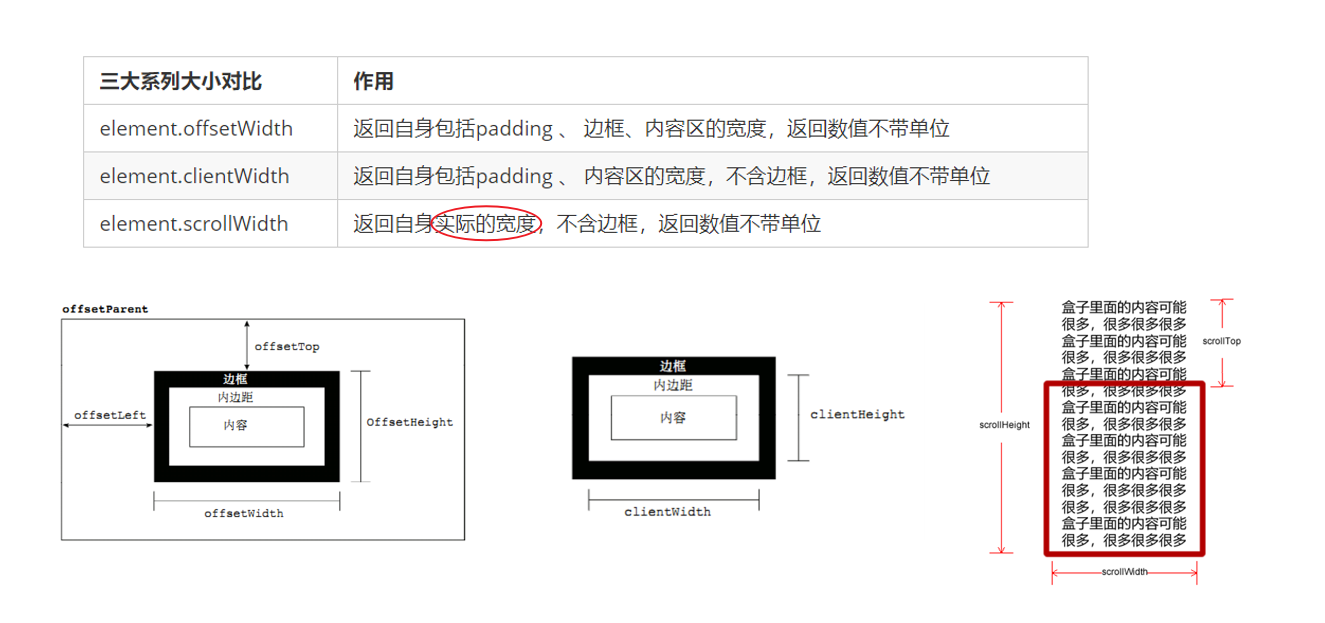 三大系列大小对比 作用
element.offsetWidth 返回自身包括padding 、 边框、内容区的宽度，返回数值不带单位
element.clientWidth 返回自身包括padding 、 内容区的宽度，不含边框，返回数值不带单位
element.scrollWidth 返回自身实际的宽度，不含边框，返回数值不带单位
offsetParent
offsetTop
边框
内边距
内容
offsetLeft
OffsetHeight
offsetWidth
边框
内边距
内容
clientHeight
clientWidth
盒子里面的内容可能
很多，很多很多很多
盒子里面的内容可能
很多，很多很多很多
盒子里面的内容可能
很多，很多很多很多
盒子里面的内容可能
很多，很多很多很多
盒子里面的内容可能
很多，很多很多很多
盒子里面的内容可能
很多，很多很多很多
很多，很多很多很多
盒子里面的内容可能
很多，很多很多很多
scrollTop
scrollHeight
scrollWidth